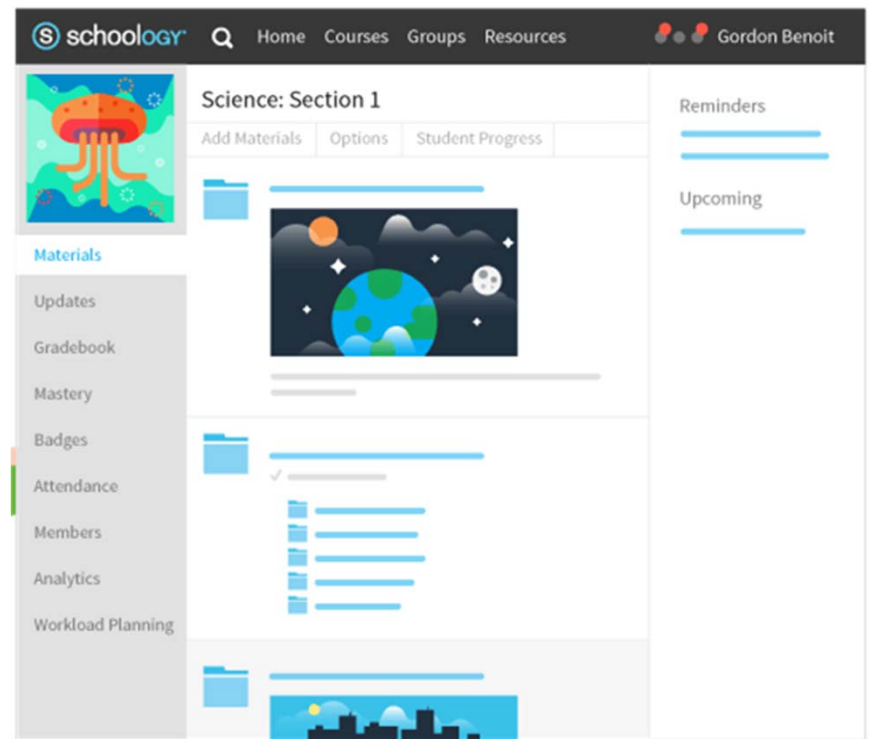 S schoology
Home Courses Groups Resources
Gordon Benoit
Science: Section 1
Add Materials Options Student Progress
Materials
Updates
Gradebook
Mastery
Badges
Attendance
Members
Analytics
Workload Planning
Reminders
Upcoming